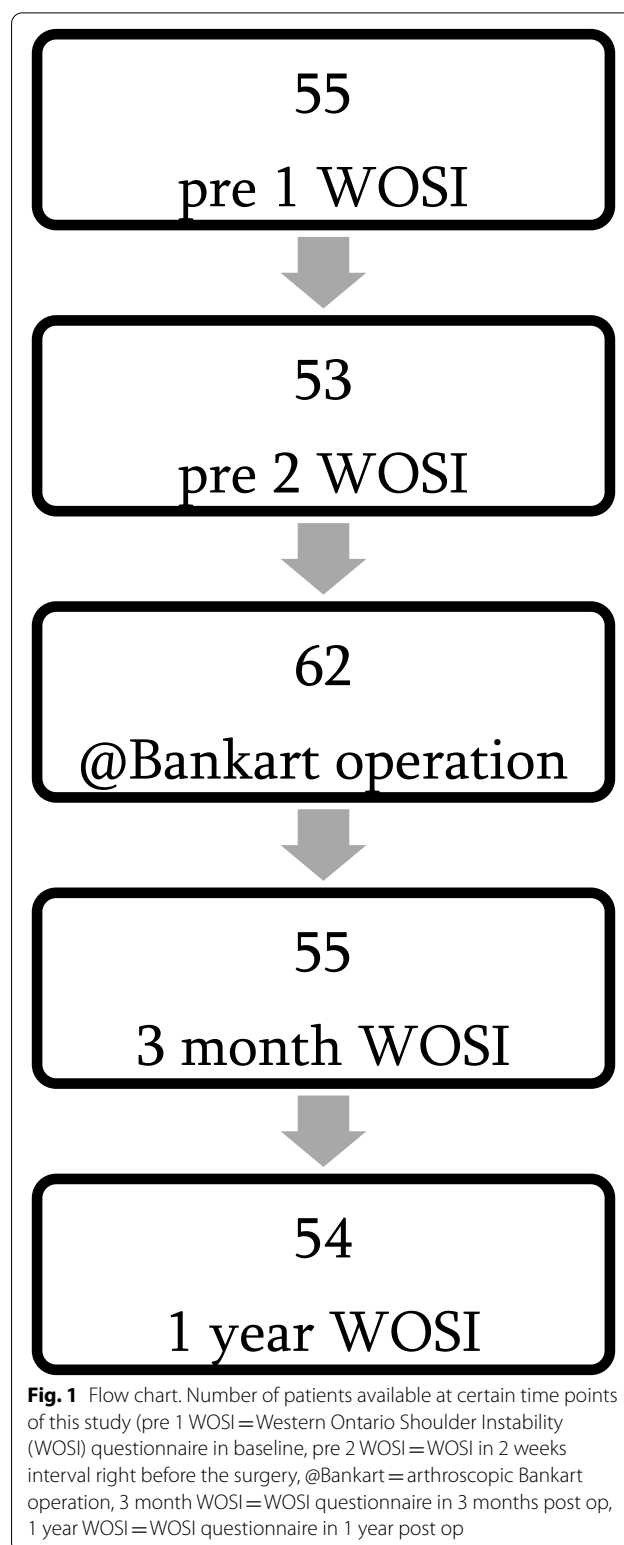 55
pre 1 WOSI
53
pre 2 WOSI
62
@Bankart operation
55
3 month WOSI
54
1 year WOSI
Fig. 1 Flow chart. Number of patients available at certain time points
of this study (pre 1 WOSI = Western Ontario Shoulder Instability
(WOSI) questionnaire in baseline, pre 2 WOSI = WOSI in 2 weeks
interval right before the surgery, @Bankart = arthroscopic Bankart
operation, 3 month WOSI = WOSI questionnaire in 3 months post op,
1 year WOSI = WOSI questionnaire in 1 year post op